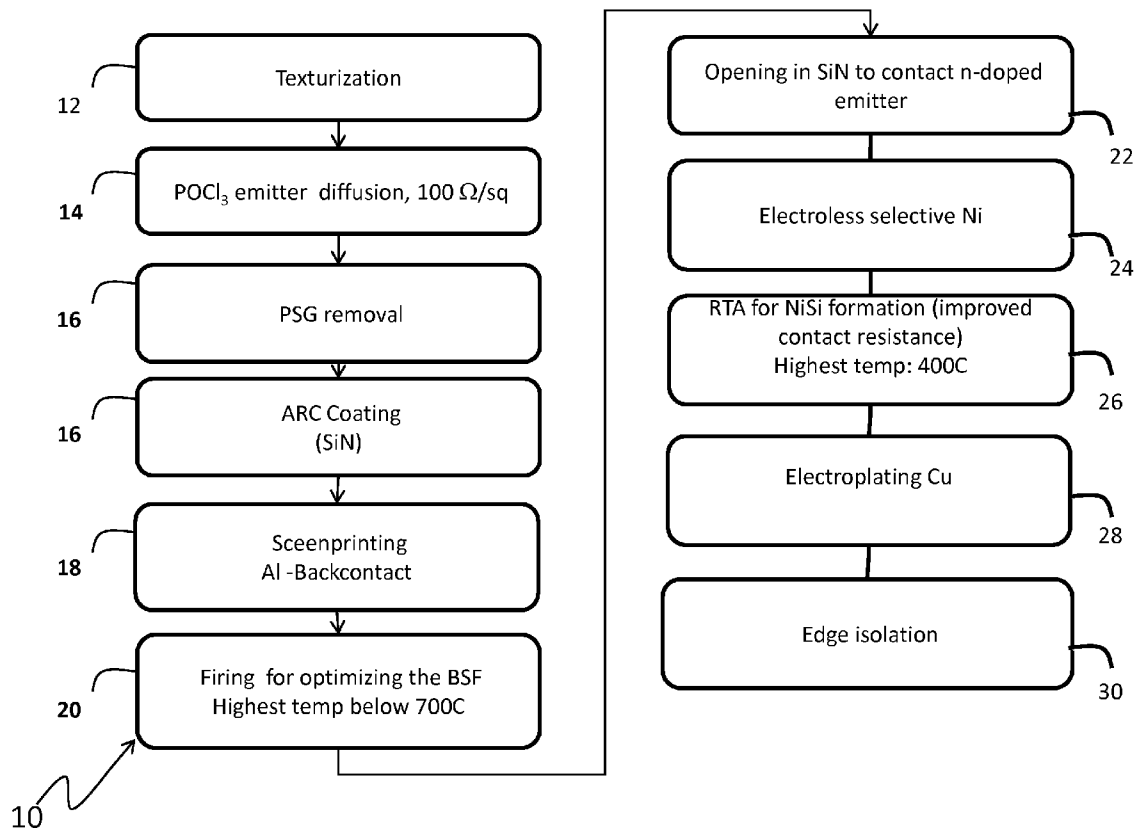 Texturization
12
POCl₃ emitter diffusion, 100 Ω/sq
14
PSG removal
16
ARC Coating
(SiN)
16
Sceenprinting
Al -Backcontact
18
Firing for optimizing the BSF
Highest temp below 700C
20
10
Opening in SiN to contact n-doped
emitter
22
Electroless selective Ni
24
RTA for NiSi formation (improved
contact resistance)
Highest temp: 400C
26
Electroplating Cu
28
Edge isolation
30